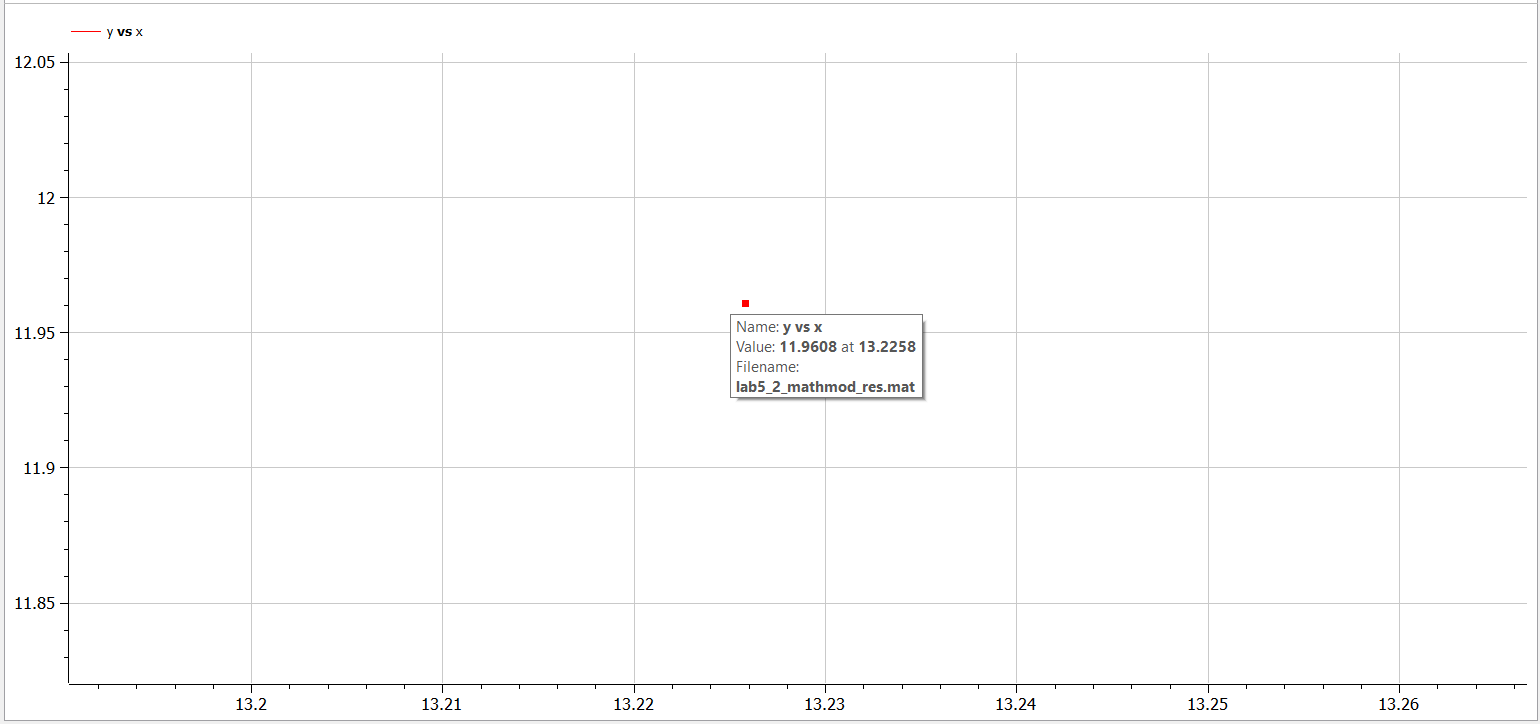 y vs x
12.05
12
11.95
11.9
11.85
Name: y vs x
Value: 11.9608 at 13.2258
Filename:
lab5_2_mathmod_res.mat
13.2 13.21 13.22 13.23 13.24 13.25 13.26